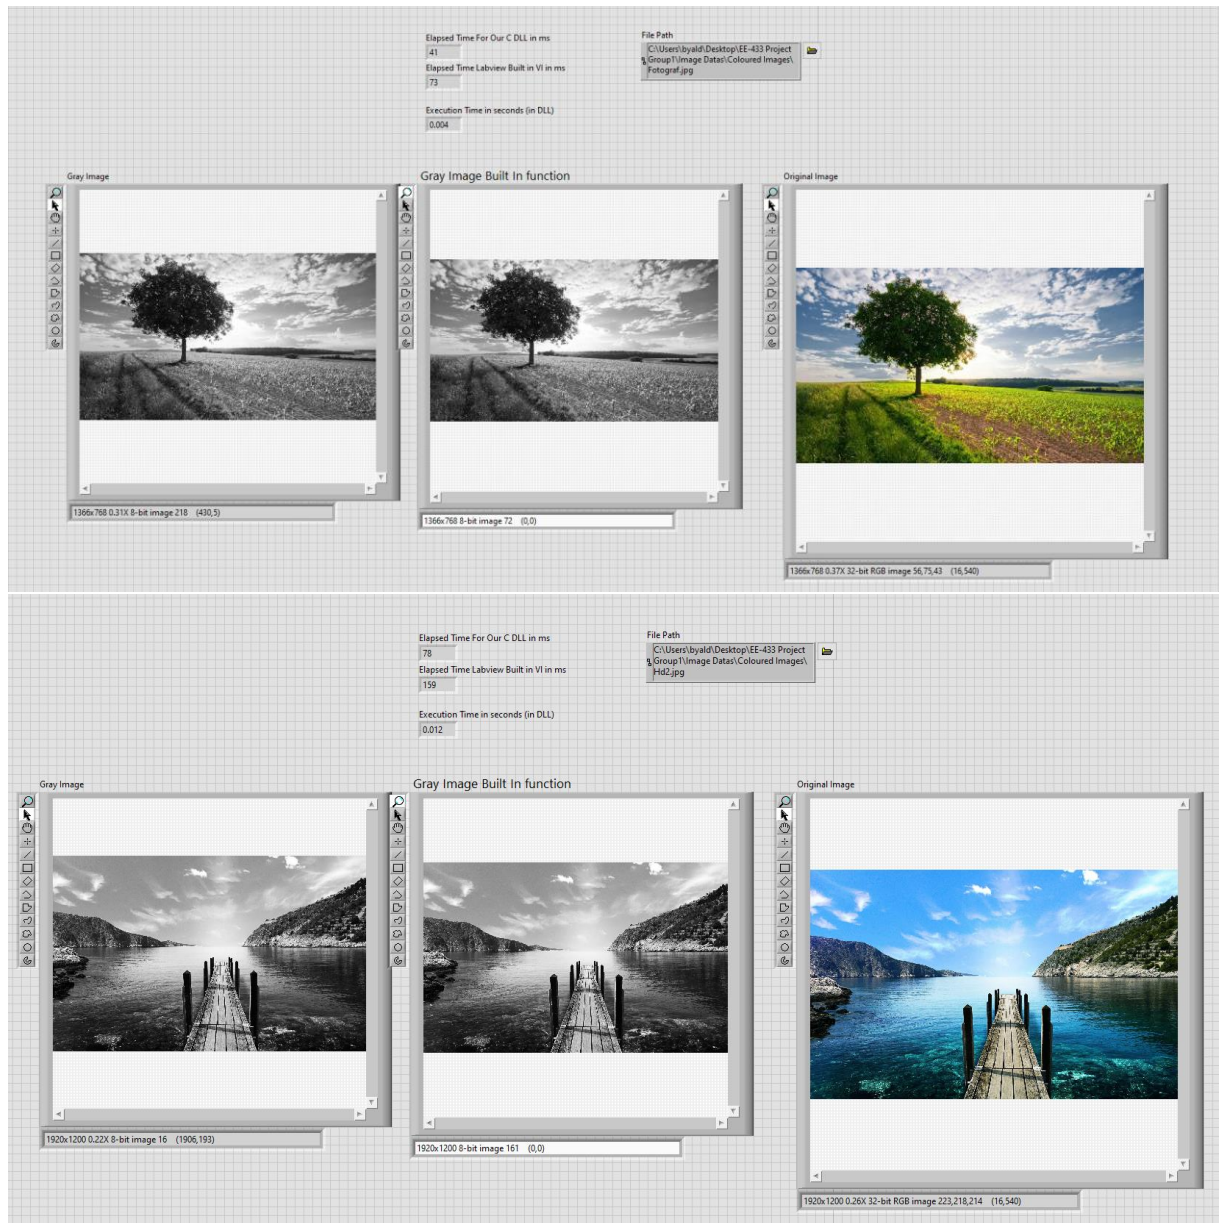 Elapsed Time For Our C DLL in ms
41
Elapsed Time Labview Built in VI in ms
73
Execution Time in seconds (in DLL)
0.004
File Path
C:\Users\byald\Desktop\EE-433 Project
Group1\Image Datas\Coloured Images\
Fotograf.jpg
Gray Image
Gray Image Built In function
Original Image
1366x768 0.31X 8-bit image 218 (430,5)
1366x768 8-bit image 72 (0,0)
1366x768 0.37X 32-bit RGB image 56,75,43 (16,540)
Elapsed Time For Our C DLL in ms
78
Elapsed Time Labview Built in VI in ms
159
Execution Time in seconds (in DLL)
0.012
File Path
C:\Users\byald\Desktop\EE-433 Project
Group1\Image Datas\Coloured Images\
Hd2.jpg
Gray Image
Gray Image Built In function
Original Image
1920x1200 0.22X 8-bit image 16 (1906,193)
1920x1200 8-bit image 161 (0,0)
1920x1200 0.26X 32-bit RGB image 223,218,214 (16,540)